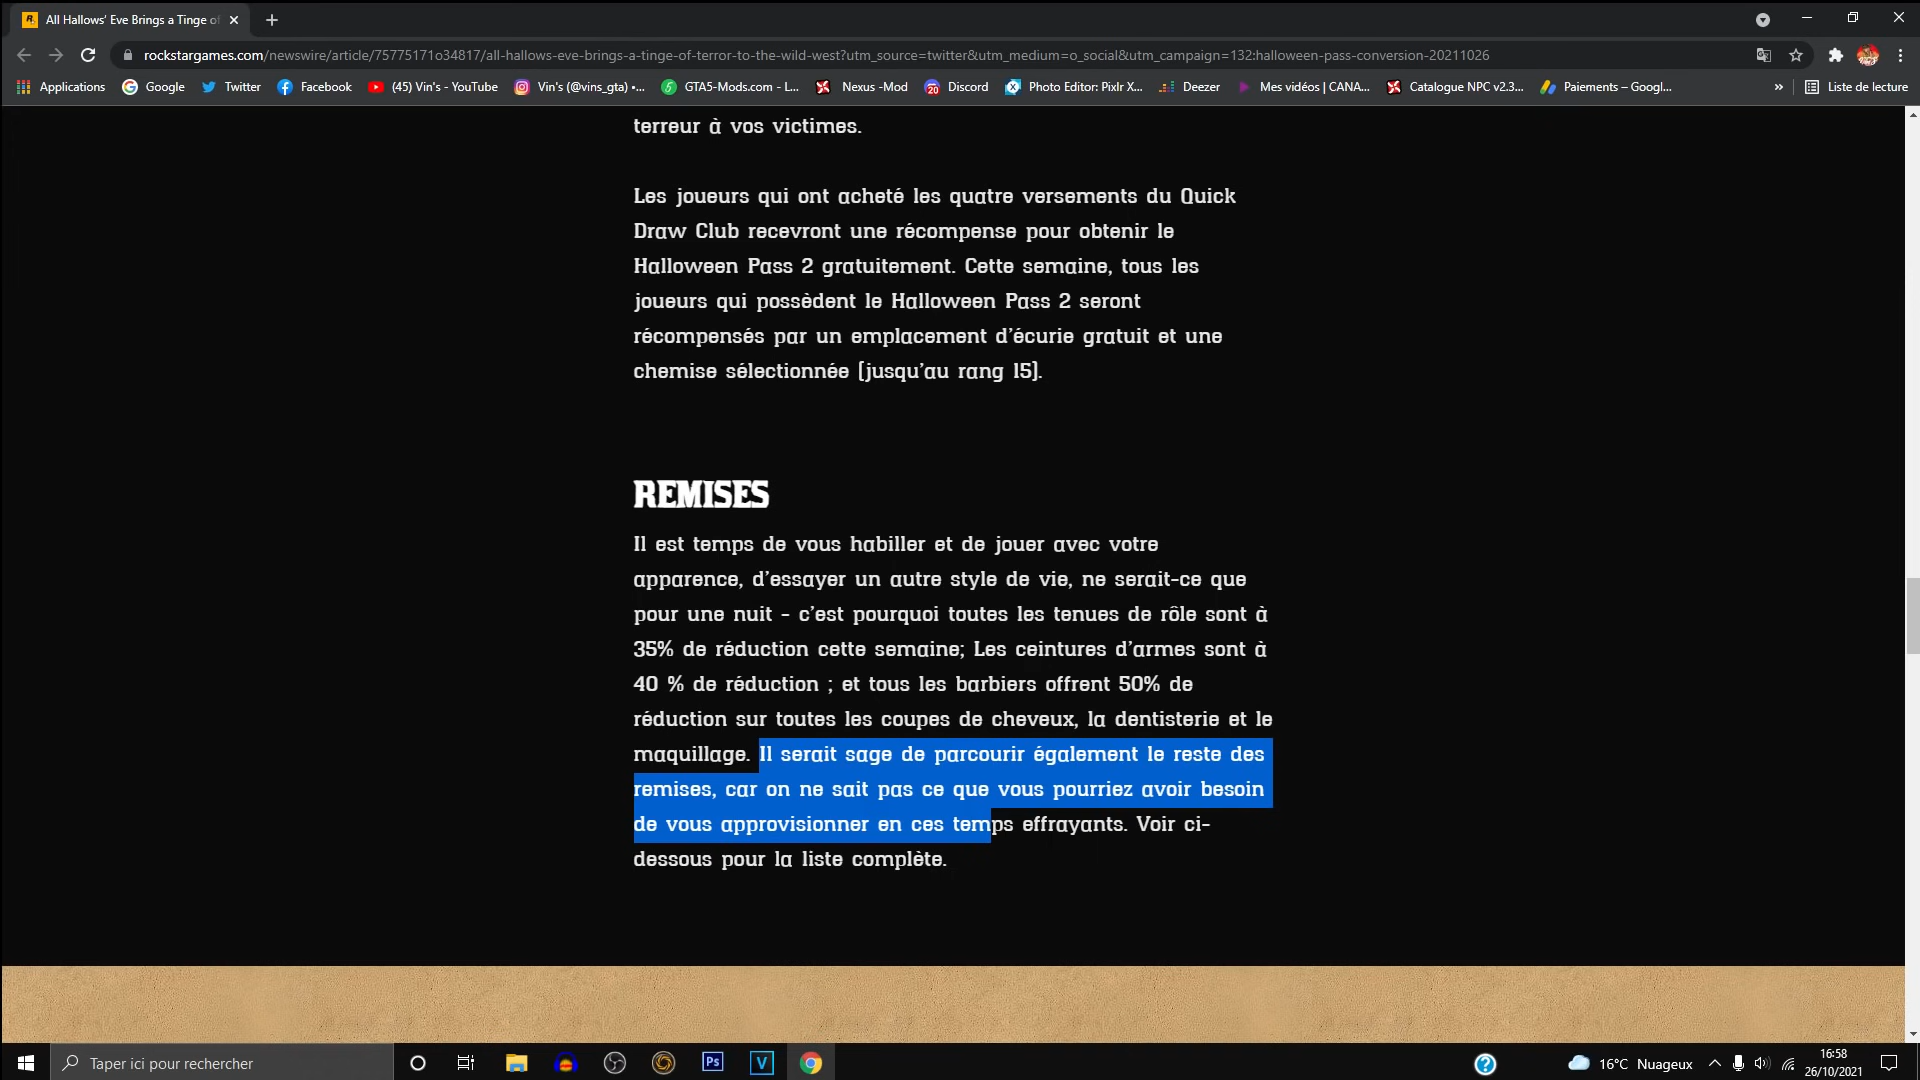 All Hallows' Eve Brings a Tinge of
rockstargames.com/newswire/article/75775171o34817/all-hallows-eve-brings-a-tinge-of-terror-to-the-wild-west?utm_source=twitter&utm_medium=o_social&utm_campaign=132:halloween-pass-conversion-20211026
Applications Google Twitter Facebook (45) Vin's - YouTube Vin's (@vins_gta) •... GTA5-Mods.com - L... Nexus -Mod 20 Discord Photo Editor: Pixlr X... Deezer Mes vidéos | CANA... Catalogue NPC v2.3... Paiements – Googl... » Liste de lecture
terreur à vos victimes.
Les joueurs qui ont acheté les quatre versements du Quick
Draw Club recevront une récompense pour obtenir le
Halloween Pass 2 gratuitement. Cette semaine, tous les
joueurs qui possèdent le Halloween Pass 2 seront
récompensés par un emplacement d'écurie gratuit et une
chemise sélectionnée (jusqu'au rang 15).
REMISES
Il est temps de vous habiller et de jouer avec votre
apparence, d'essayer un autre style de vie, ne serait-ce que
pour une nuit - c'est pourquoi toutes les tenues de rôle sont à
35% de réduction cette semaine; Les ceintures d'armes sont à
40 % de réduction ; et tous les barbiers offrent 50% de
réduction sur toutes les coupes de cheveux, la dentisterie et le
maquillage. Il serait sage de parcourir également le reste des
remises, car on ne sait pas ce que vous pourriez avoir besoin
de vous approvisionner en ces temps effrayants. Voir ci-
dessous pour la liste complète.
Taper ici pour rechercher Ps V ? 16°C Nuageux 16:58
26/10/2021